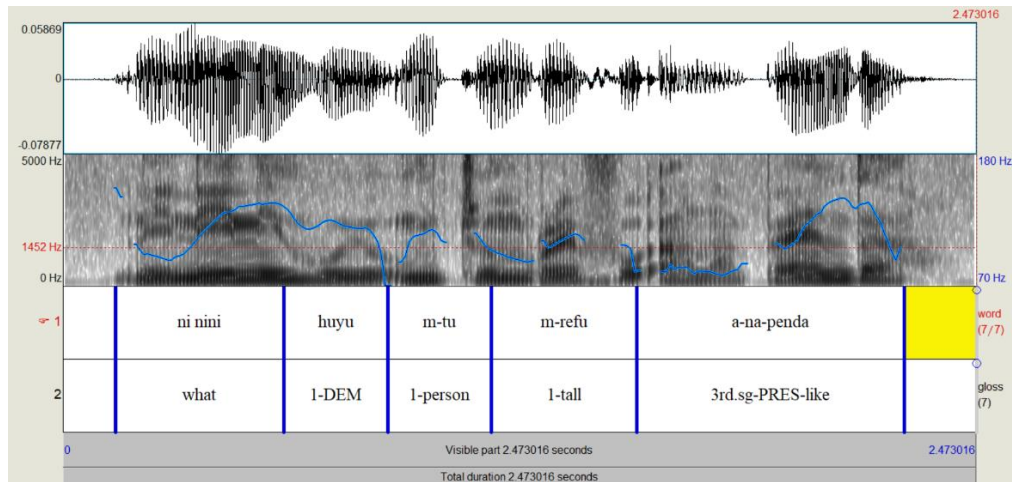 2.473016
0.05869
0
-0.07877
5000 Hz
180 Hz
1452 Hz
0 Hz
70 Hz
1 ni nini huyu m-tu m-refu a-na-penda word (7/7)
2 what 1-DEM 1-person 1-tall 3rd.sg-PRES-like gloss (7)
0 Visible part 2.473016 seconds 2.473016
Total duration 2.473016 seconds